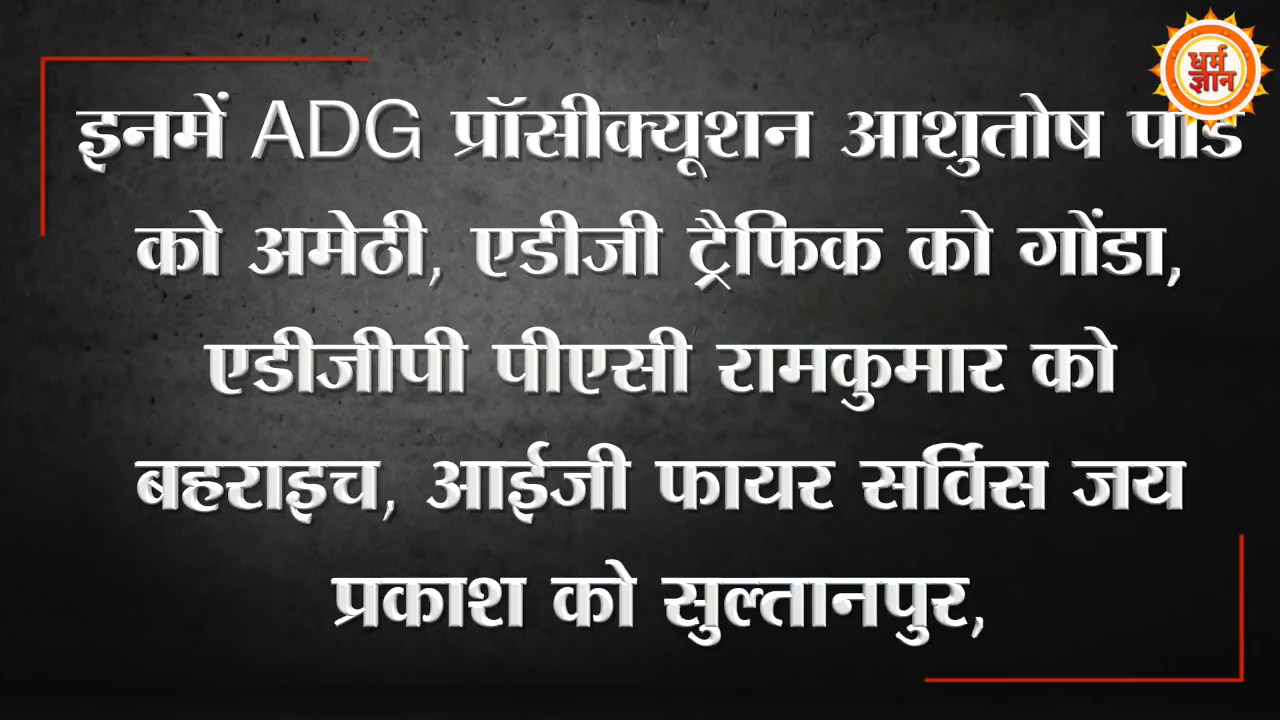 धर्म
ज्ञान
इनमें ADG प्रॉसीक्यूशन आशुतोष
को अमेठी, एडीजी ट्रैफिक को गोंडा,
एडीजीपी पीएसी रामकुमार को
बहराइच, आईजी फायर सर्विस जय
प्रकाश को सुल्तानपुर,